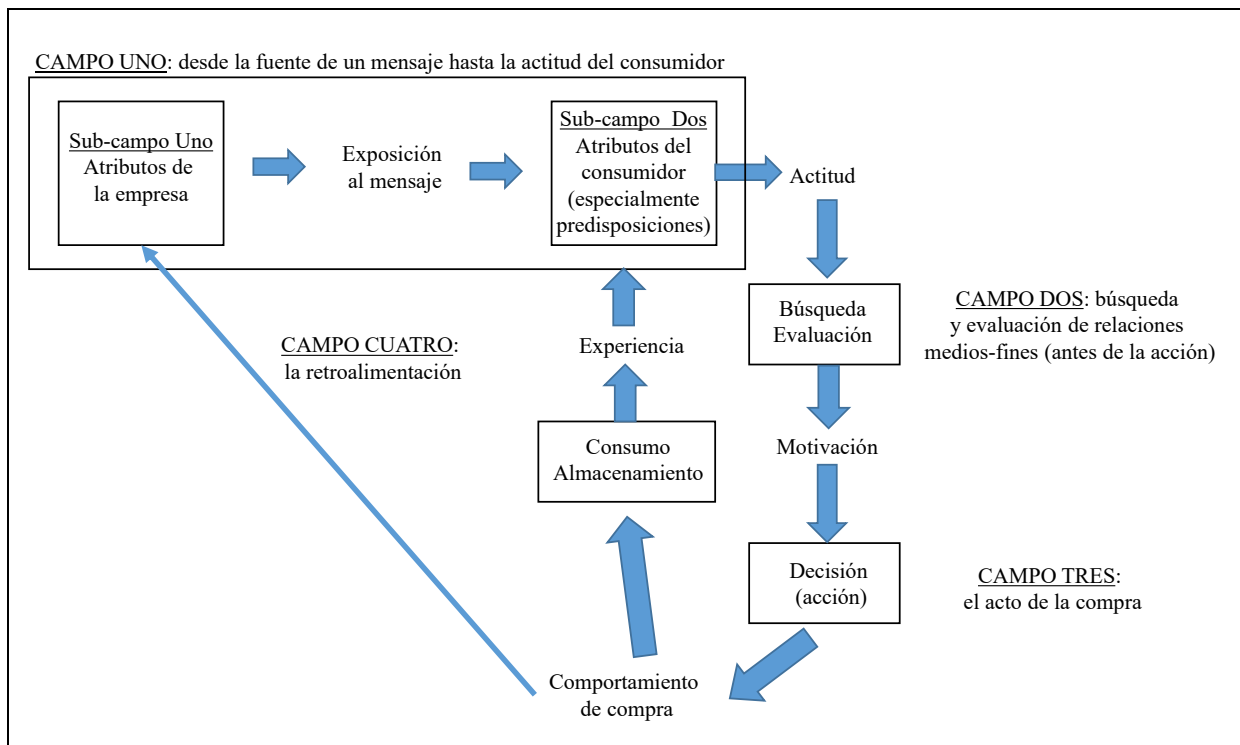 CAMPO UNO: desde la fuente de un mensaje hasta la actitud del consumidor
Sub-campo Uno
Atributos de
la empresa
Exposición
al mensaje
Sub-campo Dos
Atributos del
consumidor
(especialmente
predisposiciones)
Actitud
Búsqueda
Evaluación
CAMPO DOS: búsqueda
y evaluación de relaciones
medios-fines (antes de la acción)
CAMPO CUATRO:
la retroalimentación
Experiencia
Consumo
Almacenamiento
Motivación
Decisión
(acción)
CAMPO TRES:
el acto de la compra
Comportamiento
de compra